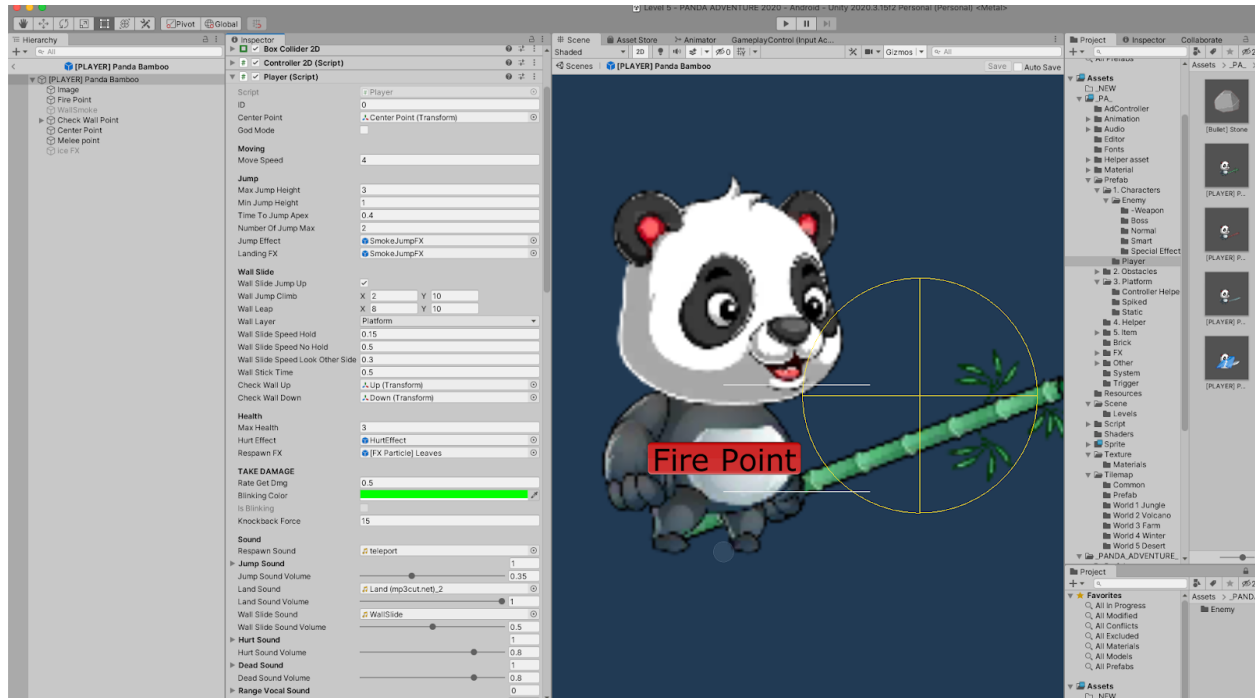 Level 5 - PANDA ADVENTURE 2020 - Android - Unity 2020.3.15f2 Personal (Personal) <Metal>
Pivot Global
Hierarchy
All
[PLAYER] Panda Bamboo
[PLAYER] Panda Bamboo
Image
Fire Point
WallSmoke
Check Wall Point
Center Point
Melee point
Ice FX
Inspector
Box Collider 2D
Controller 2D (Script)
Player (Script)
Script Player
ID 0
Center Point Center Point (Transform)
God Mode
Moving
Move Speed 4
Jump
Max Jump Height 3
Min Jump Height 1
Time To Jump Apex 0.4
Number Of Jump Max 2
Jump Effect SmokeJumpFX
Landing FX SmokeJumpFX
Wall Slide
Wall Slide Jump Up
Wall Jump Climb X 2 Y 10
Wall Leap X 8 Y 10
Wall Layer Platform
Wall Slide Speed Hold 0.15
Wall Slide Speed No Hold 0.5
Wall Slide Speed Look Other Side 0.3
Wall Stick Time 0.5
Check Wall Up Up (Transform)
Check Wall Down Down (Transform)
Health
Max Health 3
Hurt Effect HurtEffect
Respawn FX [FX Particle] Leaves
TAKE DAMAGE
Rate Get Dmg 0.5
Blinking Color
Is Blinking
Knockback Force 15
Sound
Respawn Sound teleport
Jump Sound 1
Jump Sound Volume 0.35
Land Sound Land (mp3cut.net)_2
Land Sound Volume 1
Wall Slide Sound WallSlide
Wall Slide Sound Volume 0.5
Hurt Sound 1
Hurt Sound Volume 0.8
Dead Sound 1
Dead Sound Volume 0.8
Range Vocal Sound 0
Scene Asset Store Animator GameplayControl (Input Ac...
Shaded 2D Gizmos All
Scenes [PLAYER] Panda Bamboo Save Auto Save
Fire Point
Project Inspector Collaborate
All Prefabs
Assets
_NEW
_PA_
AdController
Animation
Audio
Editor
Fonts
Helper asset
Material
Prefab
1. Characters
Enemy
-Weapon
Boss
Normal
Smart
Special Effect
Player
2. Obstacles
3. Platform
Controller Helpe
Spiked
Static
4. Helper
5. Item
Brick
FX
Other
System
Trigger
Resources
Scene
Levels
Script
Shaders
Sprite
Texture
Materials
Tilemap
Common
Prefab
World 1 Jungle
World 2 Volcano
World 3 Farm
World 4 Winter
World 5 Desert
_PANDA_ADVENTURE_
Assets > _PA_ >
[Bullet] Stone
[PLAYER] P...
[PLAYER] P...
[PLAYER] P...
[PLAYER] P...
Project
Favorites
All In Progress
All Modified
All Conflicts
All Excluded
All Materials
All Models
All Prefabs
Assets
_NEW
Assets > _PAND
Enemy